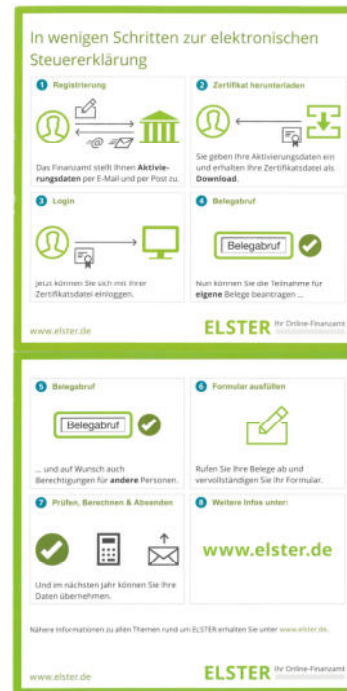 In wenigen Schritten zur elektronischen
Steuererklärung
1 Registrierung
Das Finanzamt stellt Ihnen Aktivie-
rungsdaten per E-Mail und per Post zu.
2 Zertifikat herunterladen
Sie geben Ihre Aktivierungsdaten ein
und erhalten Ihre Zertifikatsdatei als
Download.
3 Login
Jetzt können Sie sich mit Ihrer
Zertifikatsdatei einloggen.
4 Belegabruf
Belegabruf
Nun können Sie die Teilnahme für
eigene Belege beantragen ...
www.elster.de
ELSTER Ihr Online-Finanzamt
5 Belegabruf
Belegabruf
... und auf Wunsch auch
Berechtigungen für andere Personen.
6 Formular ausfüllen
Rufen Sie Ihre Belege ab und
vervollständigen Sie Ihr Formular.
7 Prüfen, Berechnen & Absenden
Und im nächsten Jahr können Sie Ihre
Daten übernehmen.
8 Weitere Infos unter:
www.elster.de
Nähere Informationen zu allen Themen rund um ELSTER erhalten Sie unter www.elster.de.
www.elster.de
ELSTER Ihr Online-Finanzamt